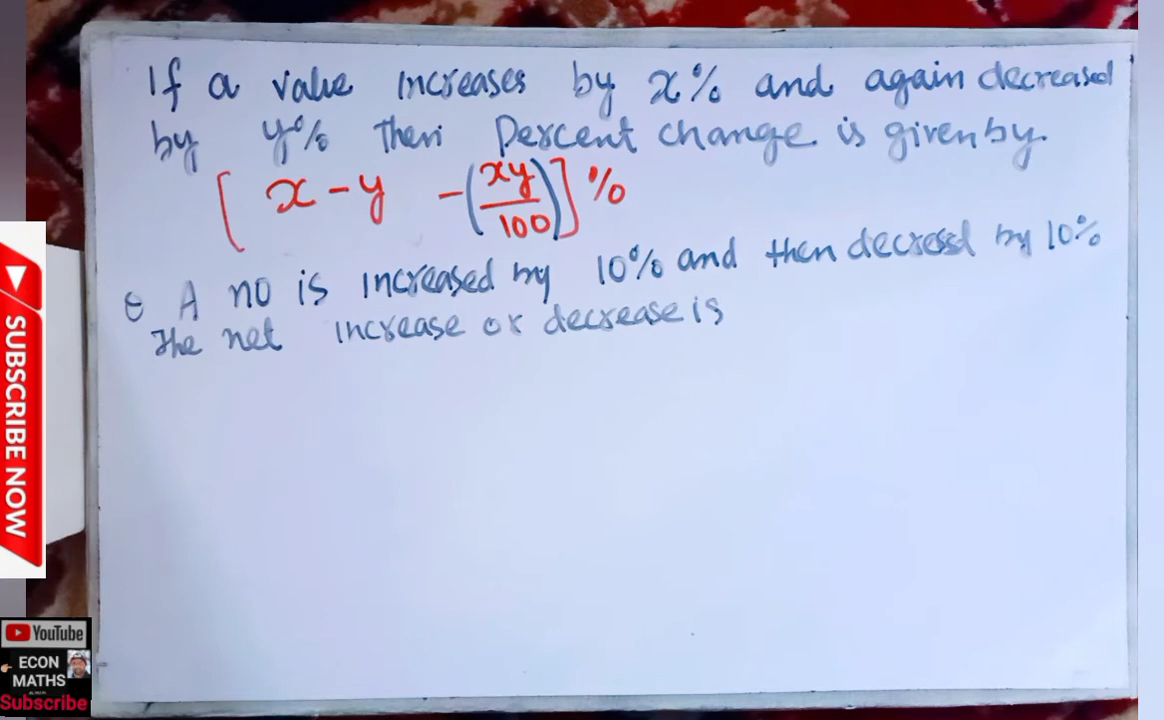 If a value increases by x% and again decreased
by y% then Percent change is given by.
[ x - y - (xy/100) ] %
Q A no is increased by 10% and then decresd by 10%
The net increase or decrease is
SUBSCRIBE NOW
YouTube
ECON
MATHS
Subscribe